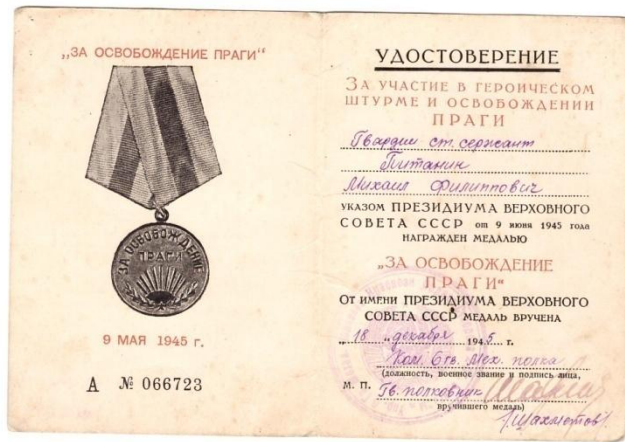 „ЗА ОСВОБОЖДЕНИЕ ПРАГИ“
ЗА ОСВОБОЖДЕНИЕ
ПРАГИ
9 МАЯ 1945 г.
А № 066723
УДОСТОВЕРЕНИЕ
ЗА УЧАСТИЕ В ГЕРОИЧЕСКОМ
ШТУРМЕ И ОСВОБОЖДЕНИИ
ПРАГИ
Гвардии ст. сержант
Питанин
Михаил Филиппович
УКАЗОМ ПРЕЗИДИУМА ВЕРХОВНОГО
СОВЕТА СССР от 9 июня 1945 года
НАГРАЖДЕН МЕДАЛЬЮ
„ЗА ОСВОБОЖДЕНИЕ
ПРАГИ“
От имени ПРЕЗИДИУМА ВЕРХОВНОГО
СОВЕТА СССР МЕДАЛЬ ВРУЧЕНА
„18 „ декабря 1945 г.
Ком. 6 гв. Мех. полка
(должность, военное звание и подпись лица,
М. П. Гв. полковник
вручившего медаль)
/Шахметов/.